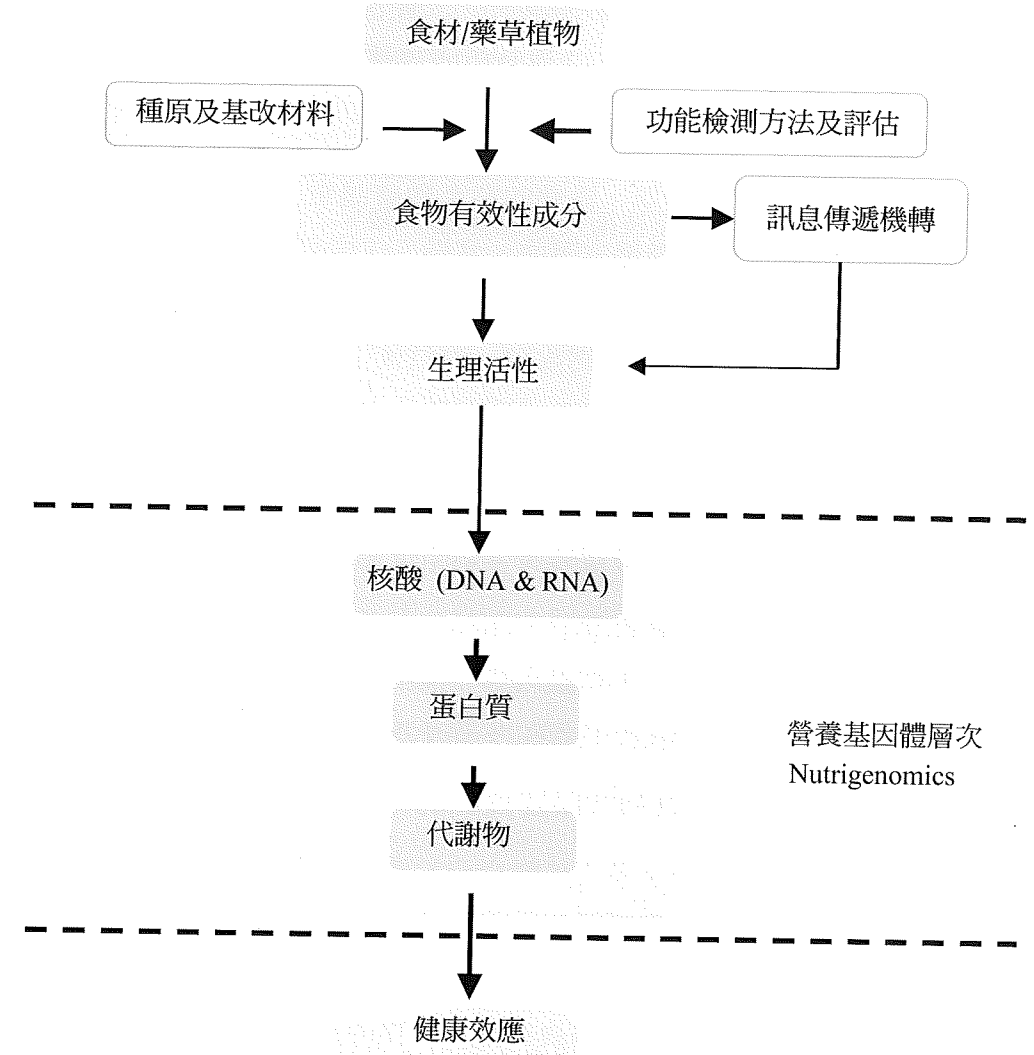 食材/藥草植物
種原及基改材料
功能檢測方法及評估
食物有效性成分
訊息傳遞機轉
生理活性
核酸 (DNA & RNA)
蛋白質
營養基因體層次
Nutrigenomics
代謝物
健康效應